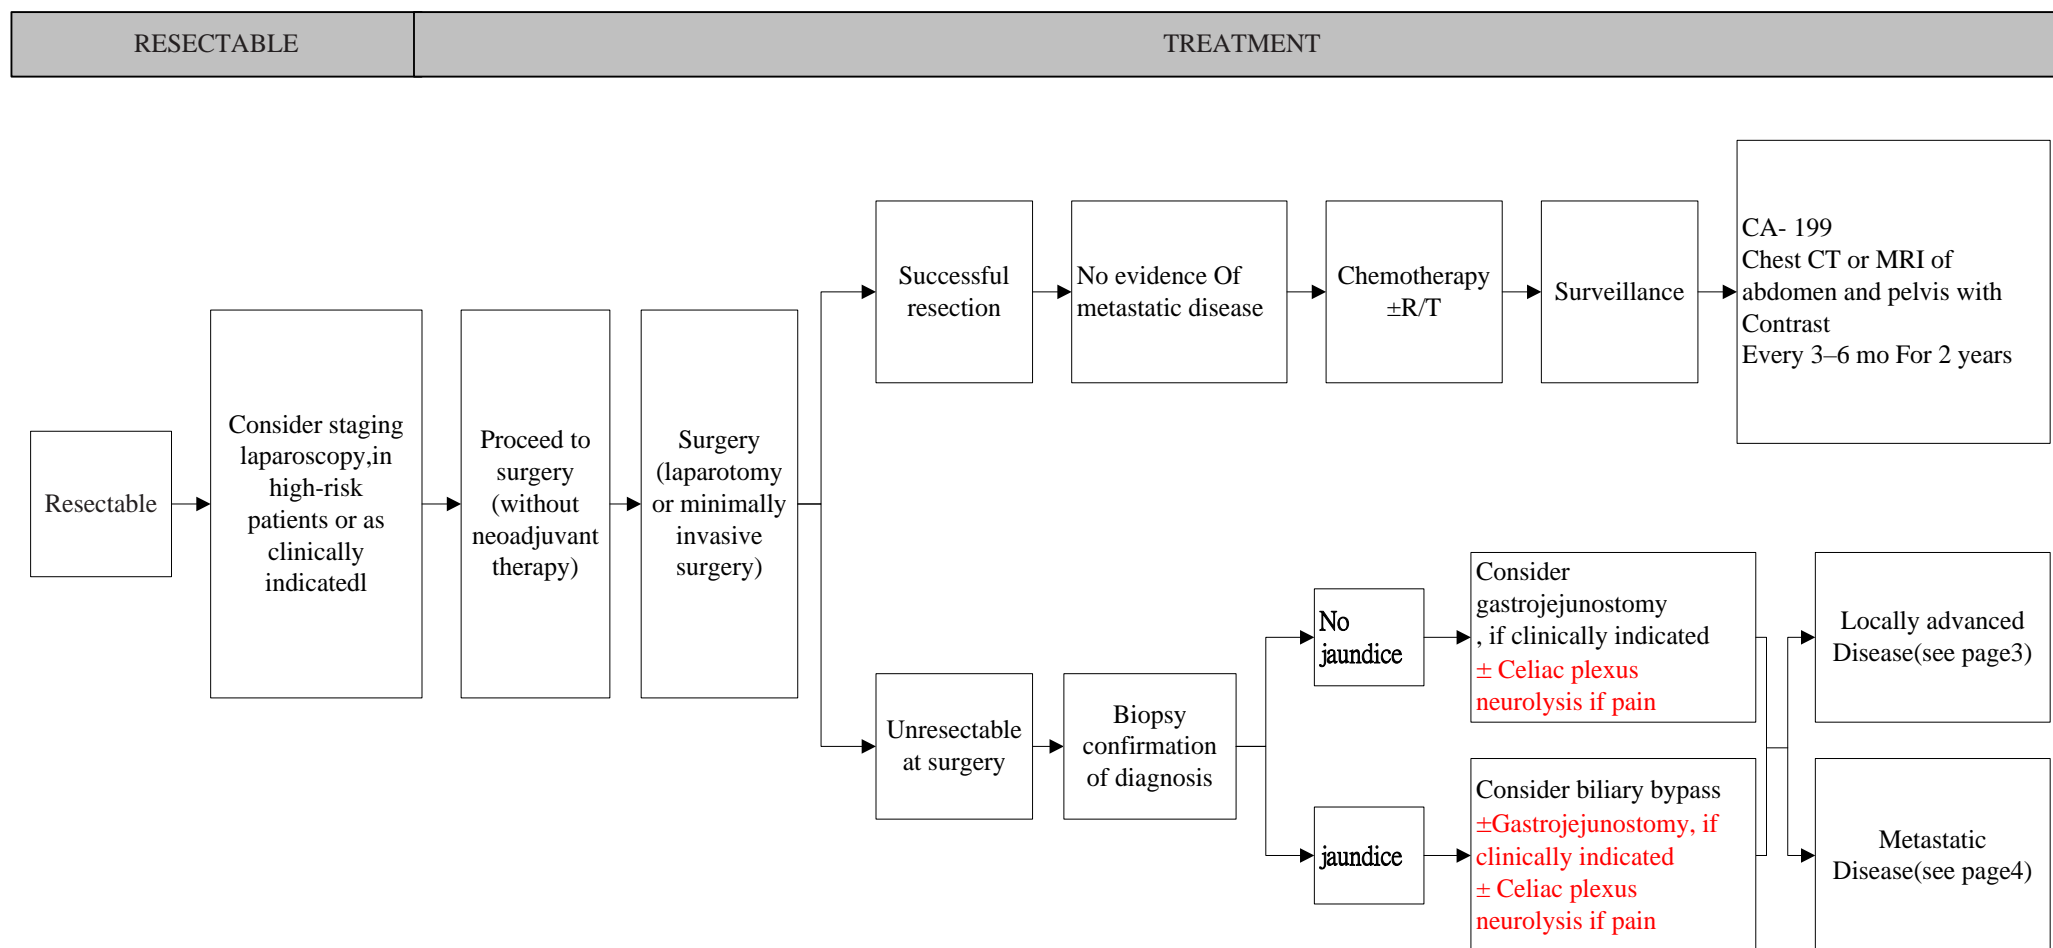 RESECTABLE
TREATMENT
Resectable
Consider staging
laparoscopy,in
high-risk
patients or as
clinically
indicatedl
Proceed to
surgery
(without
neoadjuvant
therapy)
Surgery
(laparotomy
or minimally
invasive
surgery)
Successful
resection
No evidence Of
metastatic disease
Chemotherapy
±R/T
Surveillance
CA- 199
Chest CT or MRI of
abdomen and pelvis with
Contrast
Every 3–6 mo For 2 years
Unresectable
at surgery
Biopsy
confirmation
of diagnosis
No
jaundice
Consider
gastrojejunostomy
, if clinically indicated
± Celiac plexus
neurolysis if pain
jaundice
Consider biliary bypass
±Gastrojejunostomy, if
clinically indicated
± Celiac plexus
neurolysis if pain
Locally advanced
Disease(see page3)
Metastatic
Disease(see page4)